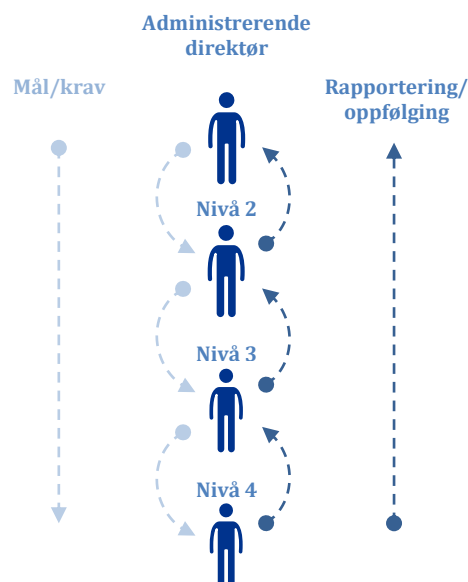 Administrerende
direktør
Mål/krav
Rapportering/
oppfølging
Nivå 2
Nivå 3
Nivå 4